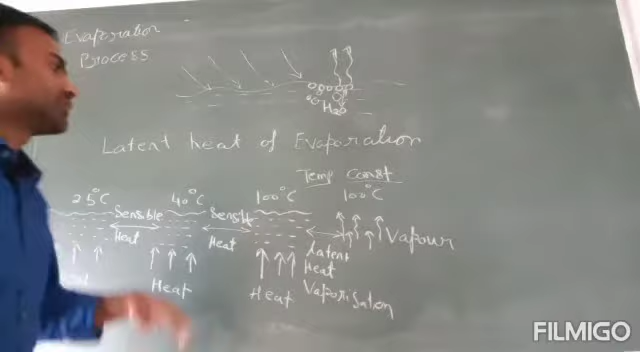 Evaporation
Process
H₂O
Latent heat of Evaporation
Temp Const
25°C
40°C
100°C
100°C
Sensible
Heat
Sensible
Heat
Vapour
Latent
Heat
Vaporisation
Heat
Heat
FILMIGO